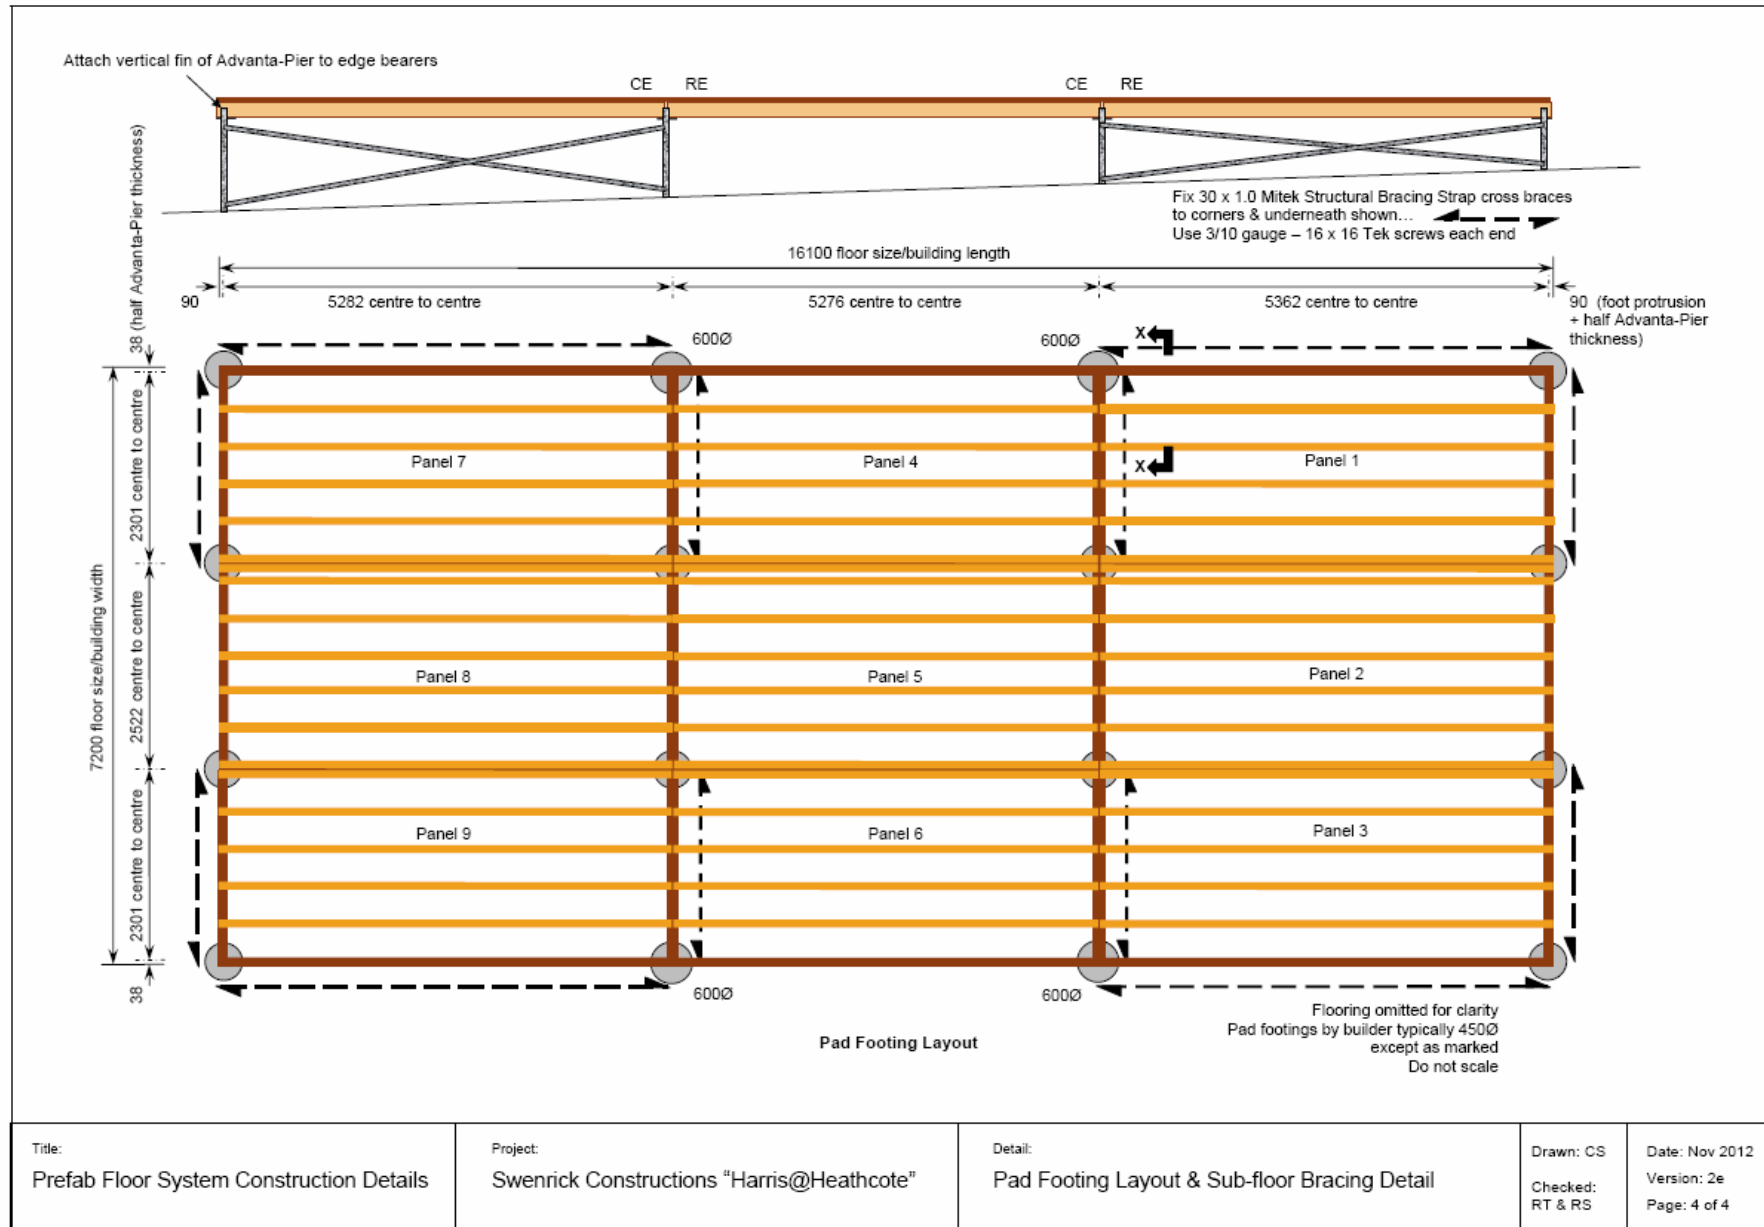 Attach vertical fin of Advanta-Pier to edge bearers
CE RE
CE RE
38 (half Advanta-Pier thickness)
Fix 30 x 1.0 Mitek Structural Bracing Strap cross braces
to corners & underneath shown…
Use 3/10 gauge – 16 x 16 Tek screws each end
16100 floor size/building length
90
5282 centre to centre
5276 centre to centre
5362 centre to centre
90 (foot protrusion
+ half Advanta-Pier
thickness)
600Ø
600Ø
X
X
2301 centre to centre
Panel 7
Panel 4
Panel 1
7200 floor size/building width
2522 centre to centre
Panel 8
Panel 5
Panel 2
2301 centre to centre
Panel 9
Panel 6
Panel 3
38
600Ø
600Ø
Flooring omitted for clarity
Pad footings by builder typically 450Ø
except as marked
Do not scale
Pad Footing Layout
Title:
Prefab Floor System Construction Details
Project:
Swenrick Constructions “Harris@Heathcote”
Detail:
Pad Footing Layout & Sub-floor Bracing Detail
Drawn: CS
Checked:
RT & RS
Date: Nov 2012
Version: 2e
Page: 4 of 4